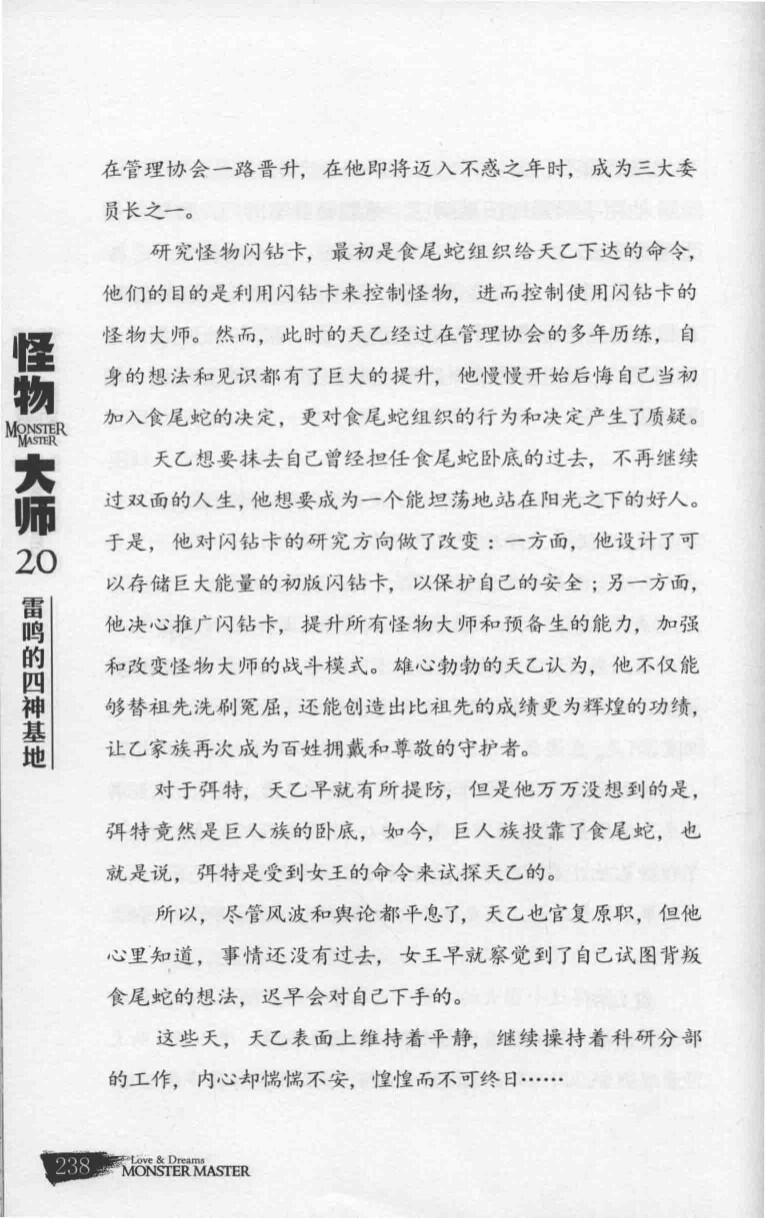 在管理协会一路晋升，在他即将迈入不惑之年时，成为三大委
员长之一。
研究怪物闪钻卡，最初是食尾蛇组织给天乙下达的命令，
他们的目的是利用闪钻卡来控制怪物，进而控制使用闪钻卡的
怪物大师。然而，此时的天乙经过在管理协会的多年历练，自
身的想法和见识都有了巨大的提升，他慢慢开始后悔自己当初
加入食尾蛇的决定，更对食尾蛇组织的行为和决定产生了质疑。
天乙想要抹去自己曾经担任食尾蛇卧底的过去，不再继续
过双面的人生，他想要成为一个能坦荡地站在阳光之下的好人。
于是，他对闪钻卡的研究方向做了改变：一方面，他设计了可
以存储巨大能量的初版闪钻卡，以保护自己的安全；另一方面，
他决心推广闪钻卡，提升所有怪物大师和预备生的能力，加强
和改变怪物大师的战斗模式。雄心勃勃的天乙认为，他不仅能
够替祖先洗刷冤屈，还能创造出比祖先的成绩更为辉煌的功绩，
让乙家族再次成为百姓拥戴和尊敬的守护者。
对于弭特，天乙早就有所提防，但是他万万没想到的是，
弭特竟然是巨人族的卧底，如今，巨人族投靠了食尾蛇，也
就是说，弭特是受到女王的命令来试探天乙的。
所以，尽管风波和舆论都平息了，天乙也官复原职，但他
心里知道，事情还没有过去，女王早就察觉到了自己试图背叛
食尾蛇的想法，迟早会对自己下手的。
这些天，天乙表面上维持着平静，继续操持着科研分部
的工作，内心却惴惴不安，惶惶而不可终日……
怪物
MONSTER
MASTER
大师
20
雷鸣的四神基地
238
Love & Dreams
MONSTER MASTER